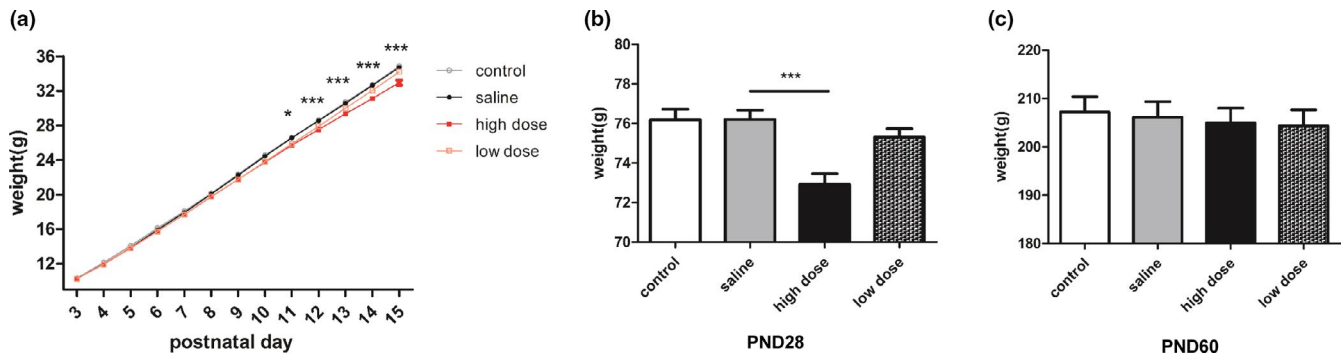 (a)
weight(g)
36
32
28
24
20
16
12
* *** *** *** ***
3 4 5 6 7 8 9 10 11 12 13 14 15
postnatal day
control
saline
high dose
low dose
(b)
weight(g)
80
78
76
74
72
70
***
control saline high dose low dose
PND28
(c)
weight(g)
220
210
200
190
180
control saline high dose low dose
PND60